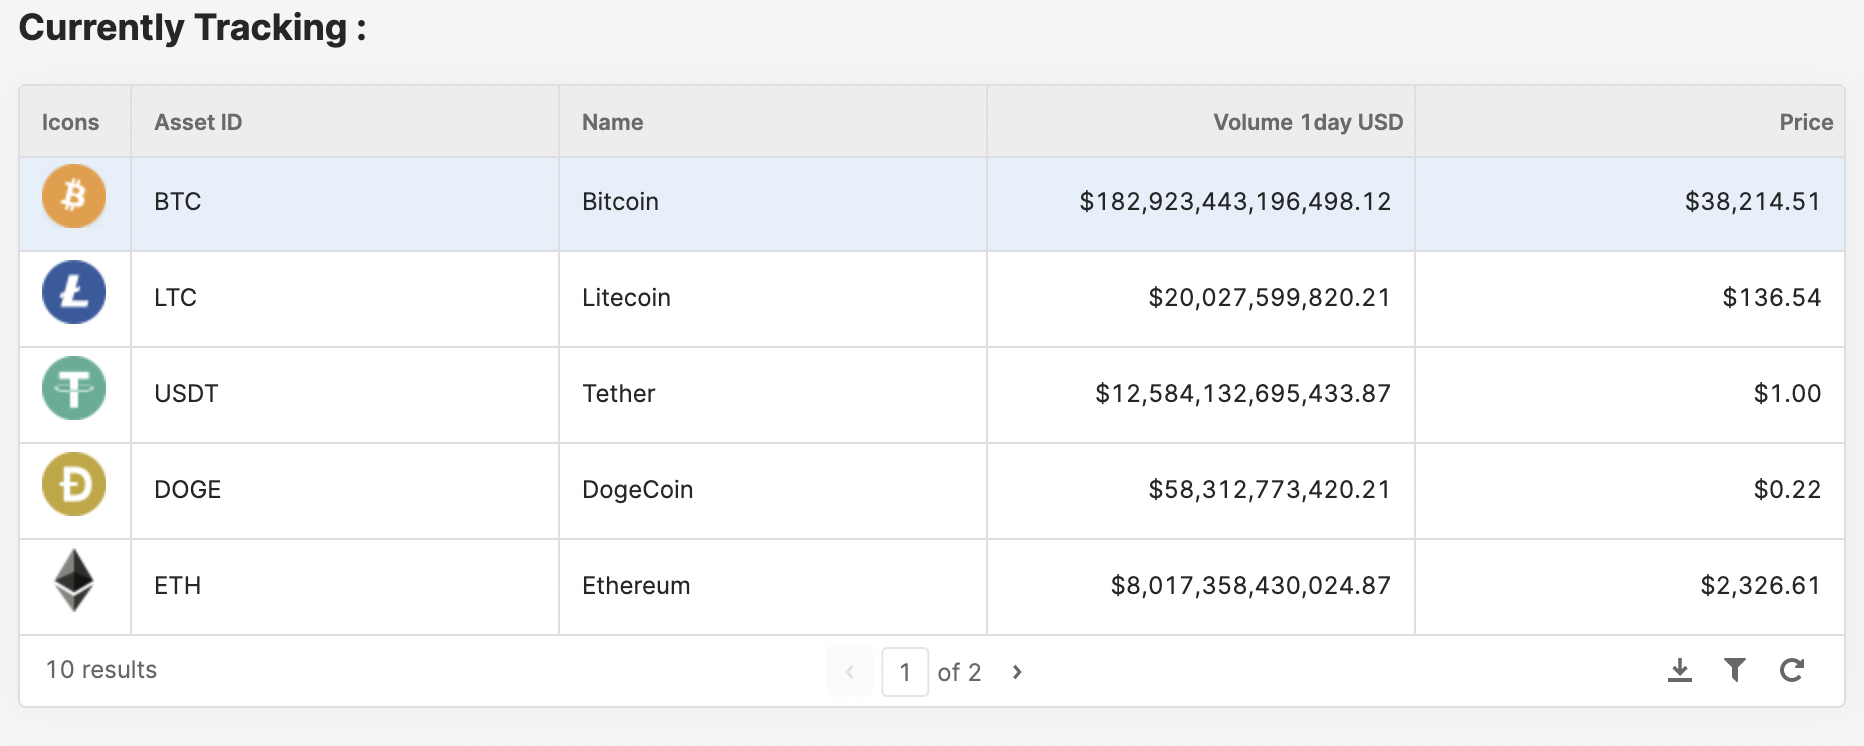 Currently Tracking :
Icons Asset ID Name Volume 1day USD Price
BTC Bitcoin $182,923,443,196,498.12 $38,214.51
LTC Litecoin $20,027,599,820.21 $136.54
USDT Tether $12,584,132,695,433.87 $1.00
DOGE DogeCoin $58,312,773,420.21 $0.22
ETH Ethereum $8,017,358,430,024.87 $2,326.61
10 results 1 of 2